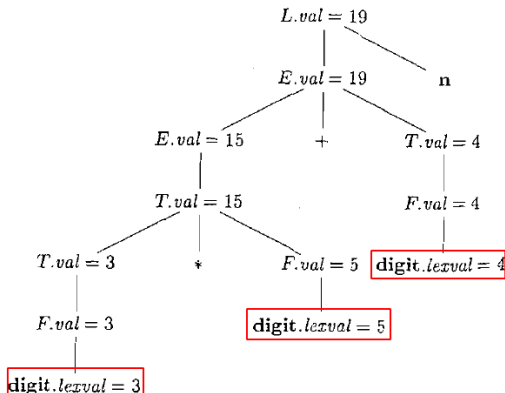 L.val = 19
E.val = 19 n
E.val = 15 + T.val = 4
T.val = 15 F.val = 4
T.val = 3 * F.val = 5 digit.lexval = 4
F.val = 3 digit.lexval = 5
digit.lexval = 3